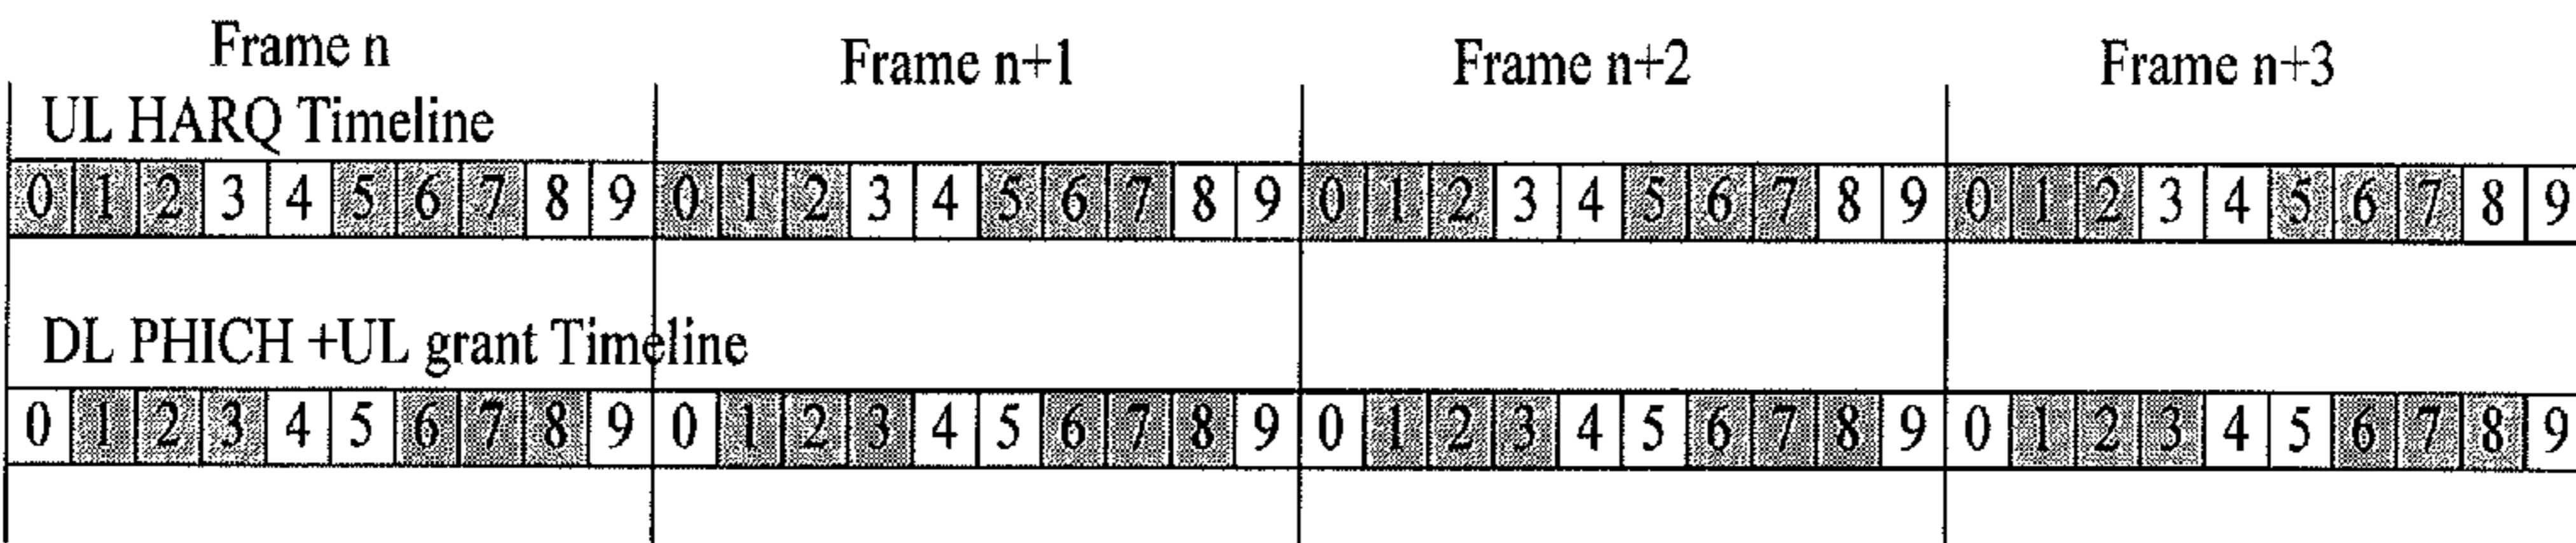 Frame n Frame n+1 Frame n+2 Frame n+3
UL HARQ Timeline
0 1 2 3 4 5 6 7 8 9 0 1 2 3 4 5 6 7 8 9 0 1 2 3 4 5 6 7 8 9 0 1 2 3 4 5 6 7 8 9
DL PHICH +UL grant Timeline
0 1 2 3 4 5 6 7 8 9 0 1 2 3 4 5 6 7 8 9 0 1 2 3 4 5 6 7 8 9 0 1 2 3 4 5 6 7 8 9